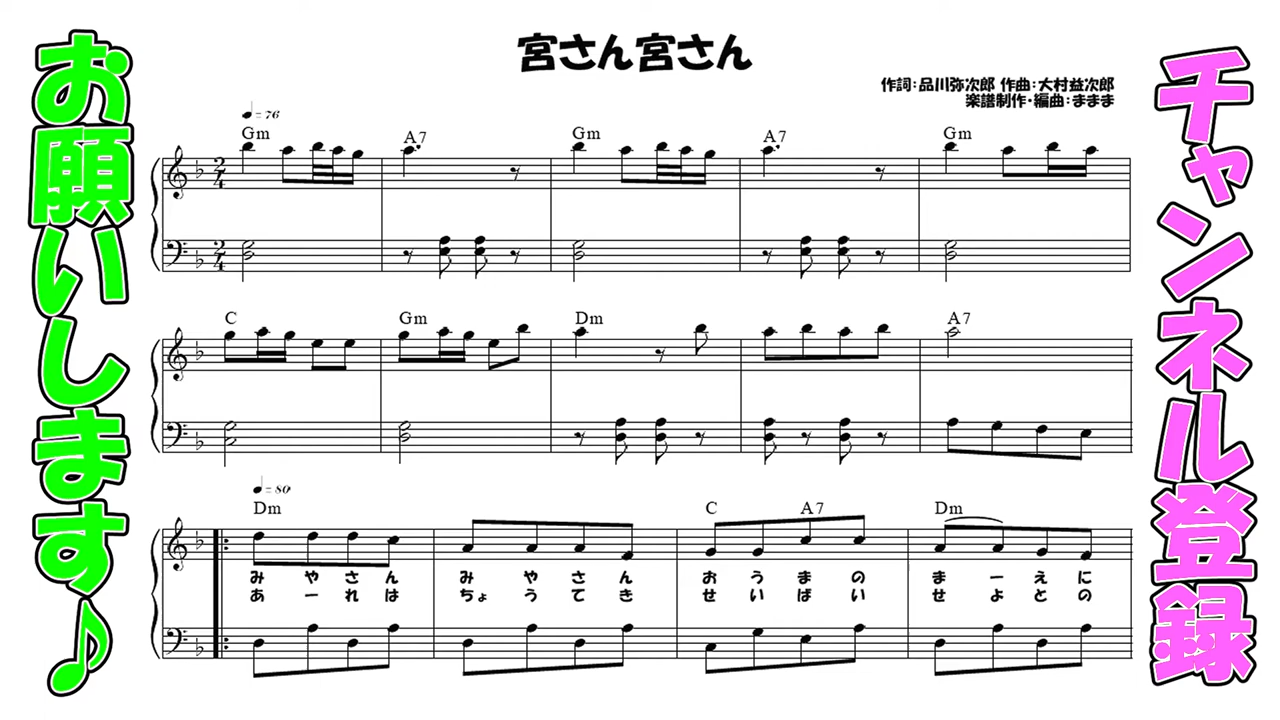 お願いします♪
宮さん宮さん
作詞：品川弥次郎 作曲：大村益次郎
楽譜制作・編曲：ままま
チャンネル登録
♩= 76
Gm A7 Gm A7 Gm
C Gm Dm A7
♩= 80
Dm C A7 Dm
みやさん みやさん おうまの まーえに
あーれは ちょうてき せいばい せよとの